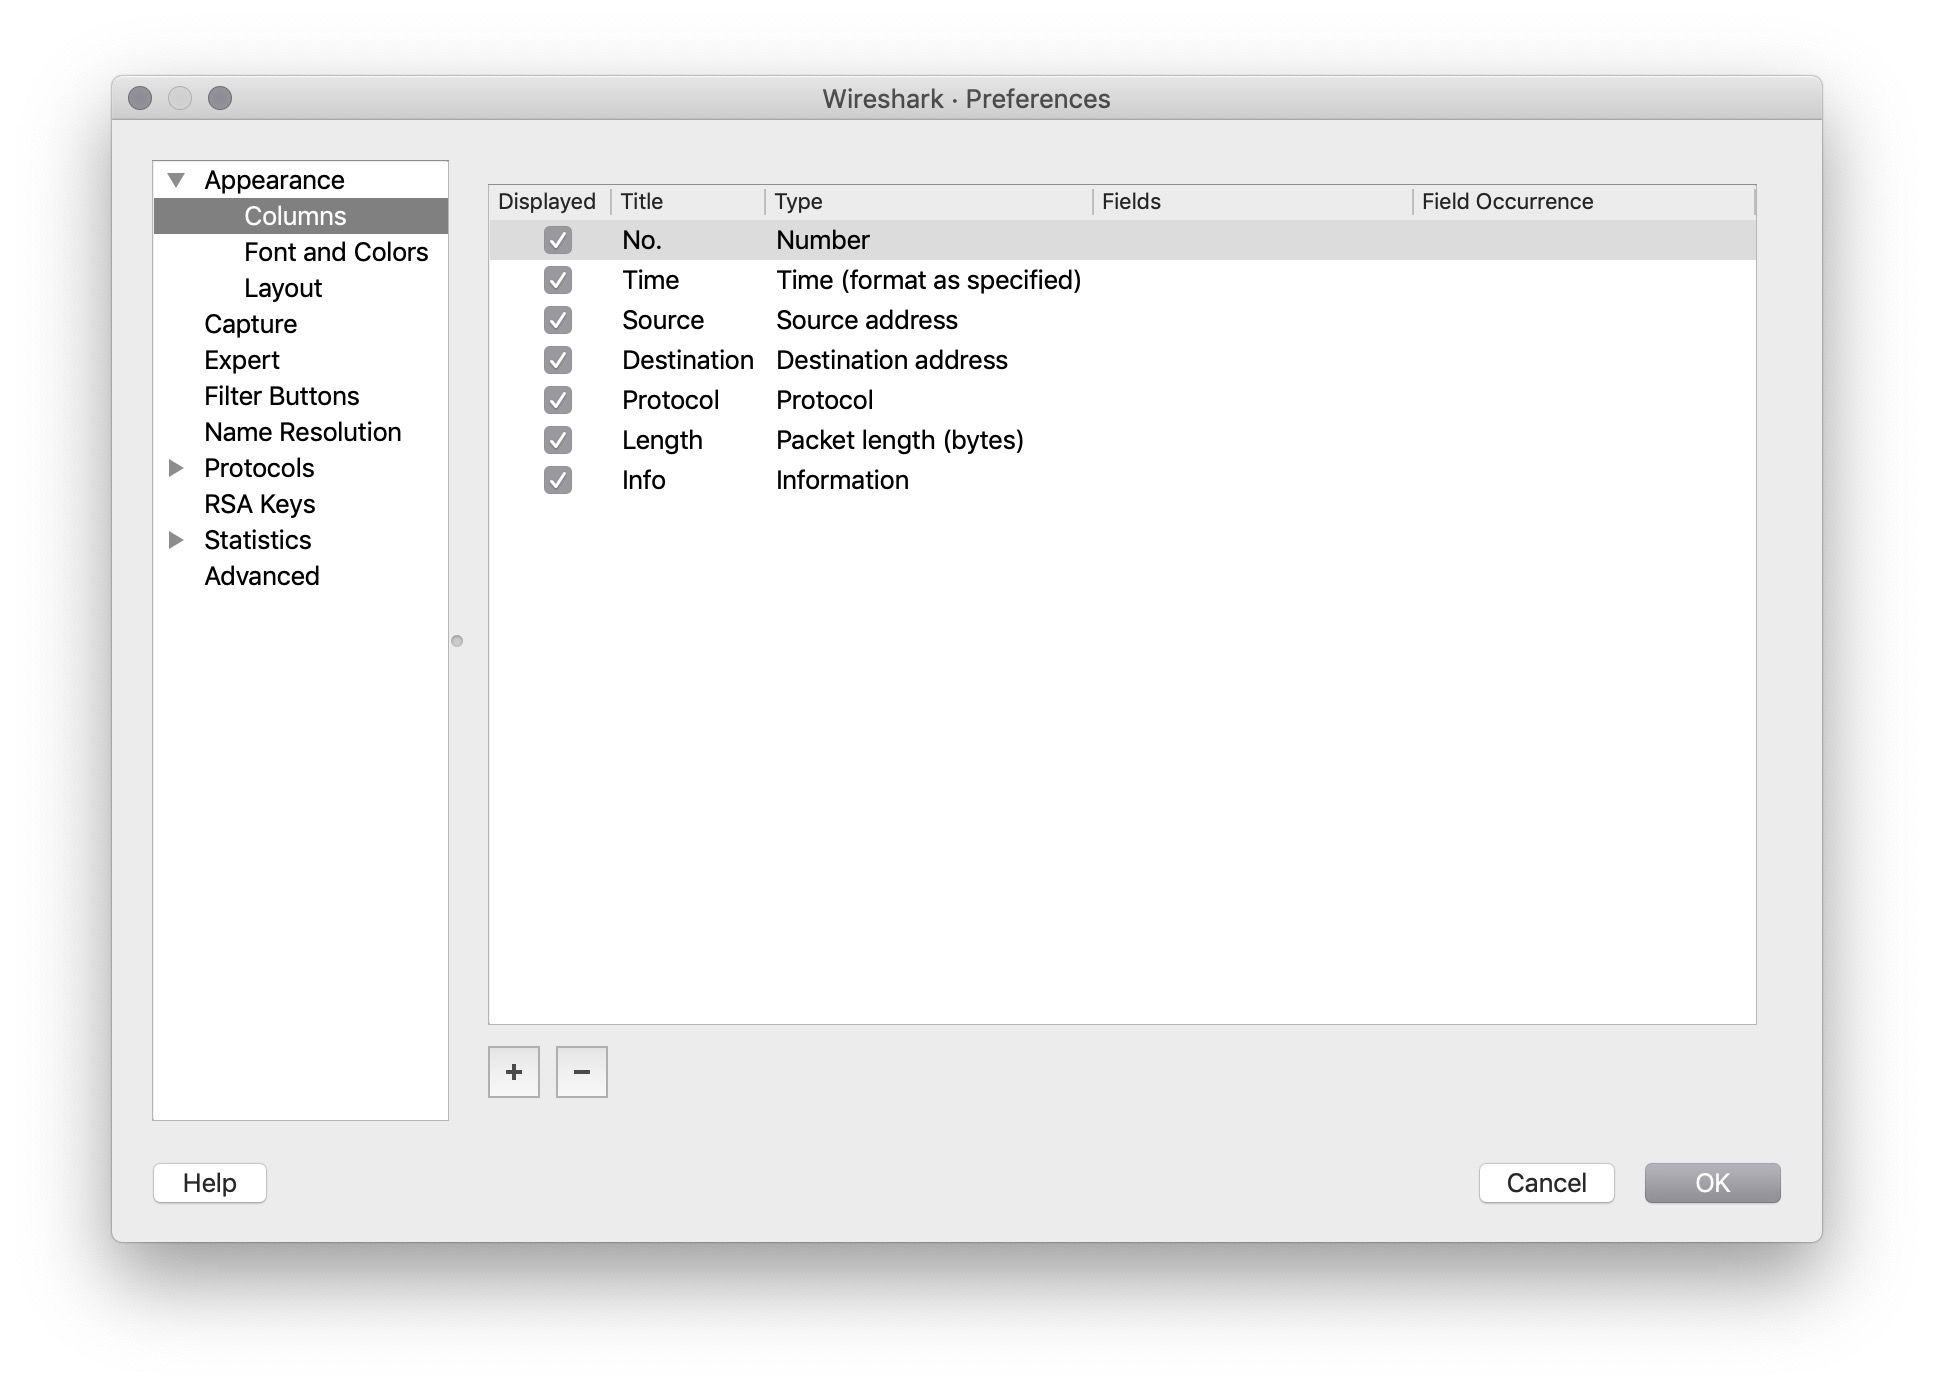 Wireshark · Preferences
Appearance
Columns
Font and Colors
Layout
Capture
Expert
Filter Buttons
Name Resolution
Protocols
RSA Keys
Statistics
Advanced
Displayed Title Type Fields Field Occurrence
No. Number
Time Time (format as specified)
Source Source address
Destination Destination address
Protocol Protocol
Length Packet length (bytes)
Info Information
+ −
Help Cancel OK